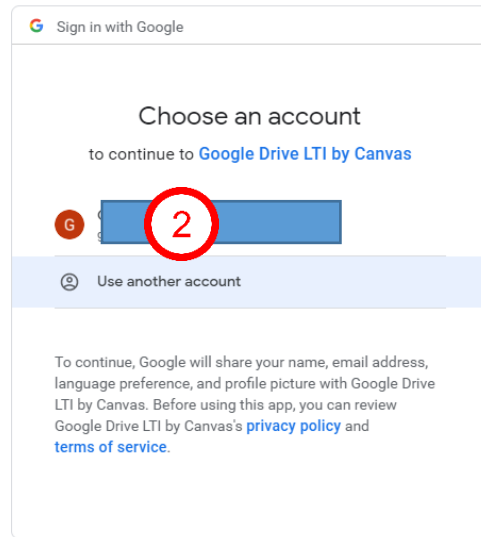 Sign in with Google
Choose an account
to continue to Google Drive LTI by Canvas
G
2
Use another account
To continue, Google will share your name, email address,
language preference, and profile picture with Google Drive
LTI by Canvas. Before using this app, you can review
Google Drive LTI by Canvas's privacy policy and
terms of service.